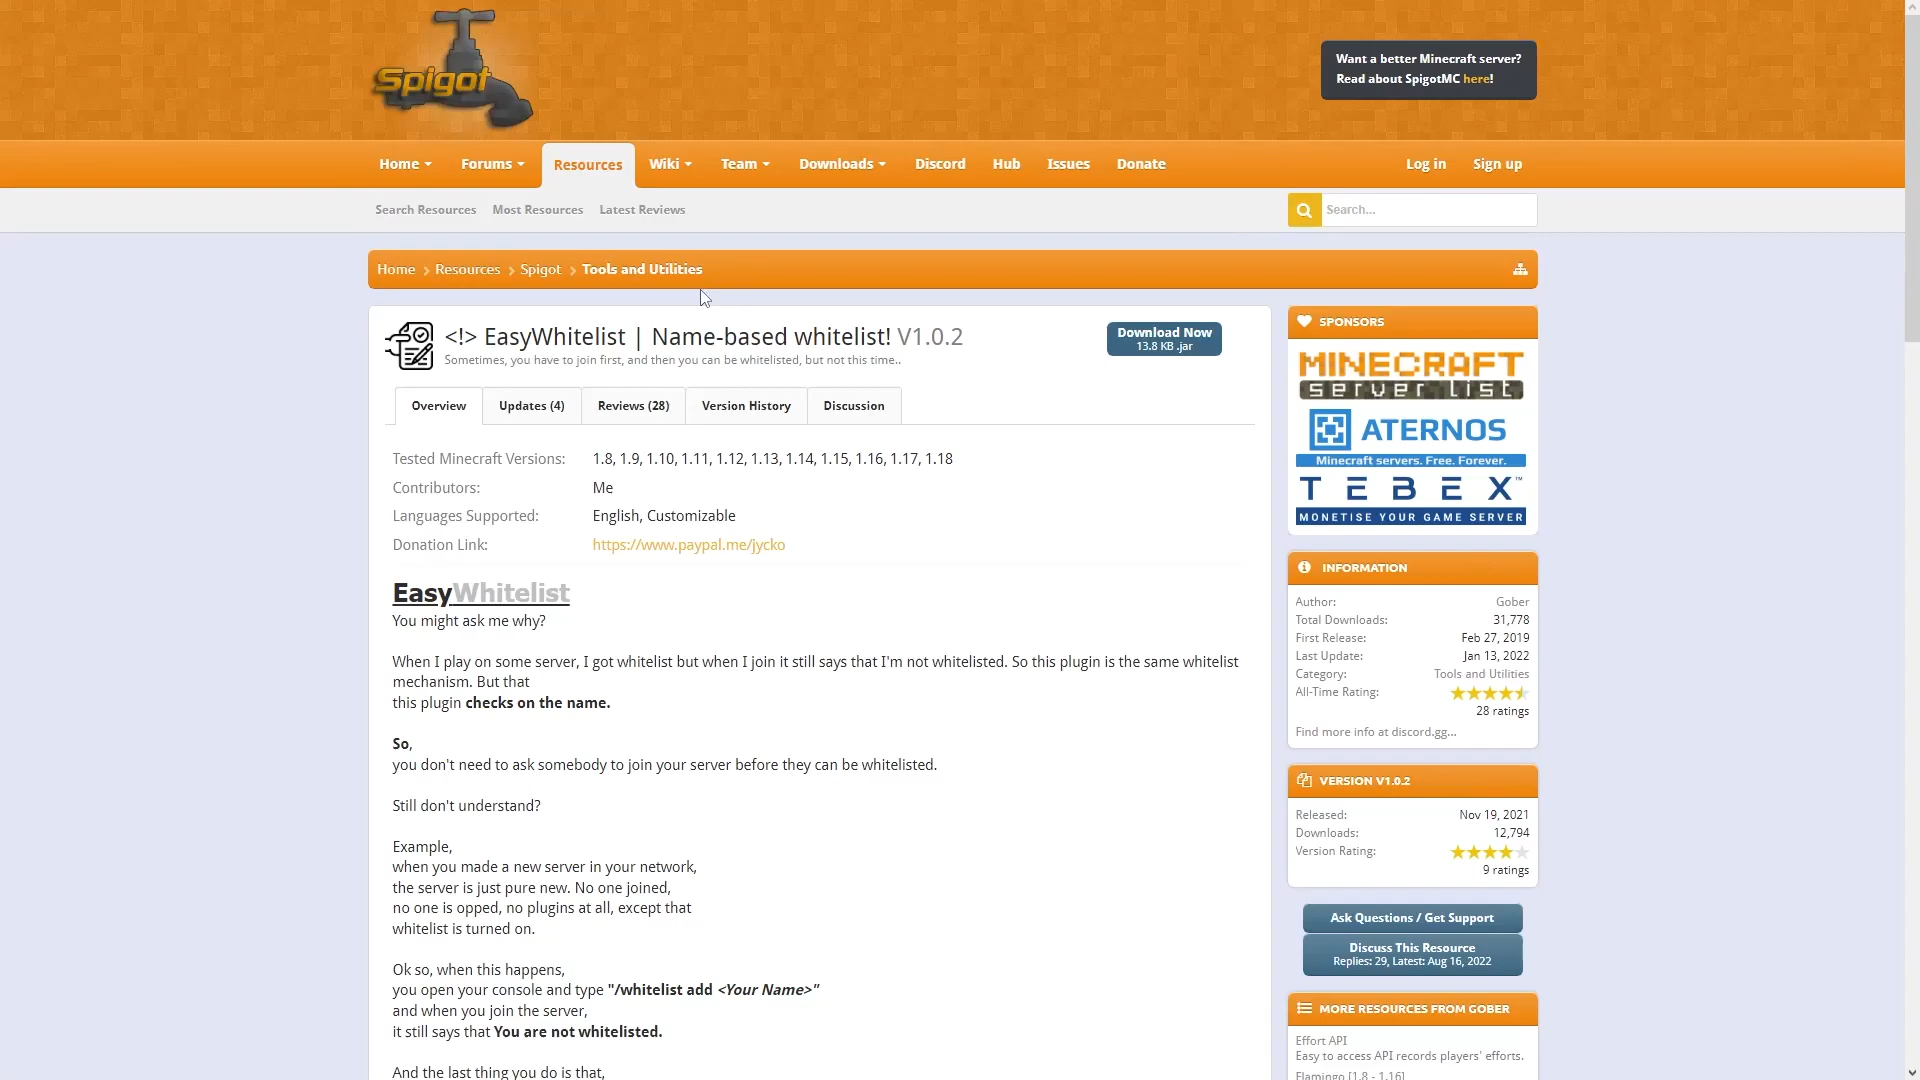 Spigot
Want a better Minecraft server?
Read about SpigotMC here!
Home Forums Resources Wiki Team Downloads Discord Hub Issues Donate Log in Sign up
Search Resources Most Resources Latest Reviews Search...
Home Resources Spigot Tools and Utilities
<!> EasyWhitelist | Name-based whitelist! V1.0.2
Sometimes, you have to join first, and then you can be whitelisted, but not this time..
Download Now
13.8 KB .jar
Overview Updates (4) Reviews (28) Version History Discussion
Tested Minecraft Versions: 1.8, 1.9, 1.10, 1.11, 1.12, 1.13, 1.14, 1.15, 1.16, 1.17, 1.18
Contributors: Me
Languages Supported: English, Customizable
Donation Link: https://www.paypal.me/jycko
EasyWhitelist
You might ask me why?
When I play on some server, I got whitelist but when I join it still says that I'm not whitelisted. So this plugin is the same whitelist
mechanism. But that
this plugin checks on the name.
So,
you don't need to ask somebody to join your server before they can be whitelisted.
Still don't understand?
Example,
when you made a new server in your network,
the server is just pure new. No one joined,
no one is opped, no plugins at all, except that
whitelist is turned on.
Ok so, when this happens,
you open your console and type "/whitelist add <Your Name>"
and when you join the server,
it still says that You are not whitelisted.
And the last thing you do is that,
SPONSORS
MINECRAFT
server list
ATERNOS
Minecraft servers. Free. Forever.
TEBEX™
MONETISE YOUR GAME SERVER
INFORMATION
Author: Gober
Total Downloads: 31,778
First Release: Feb 27, 2019
Last Update: Jan 13, 2022
Category: Tools and Utilities
All-Time Rating:
28 ratings
Find more info at discord.gg...
VERSION V1.0.2
Released: Nov 19, 2021
Downloads: 12,794
Version Rating:
9 ratings
Ask Questions / Get Support
Discuss This Resource
Replies: 29, Latest: Aug 16, 2022
MORE RESOURCES FROM GOBER
Effort API
Easy to access API records players' efforts.
Flamingo [1.8 - 1.16]